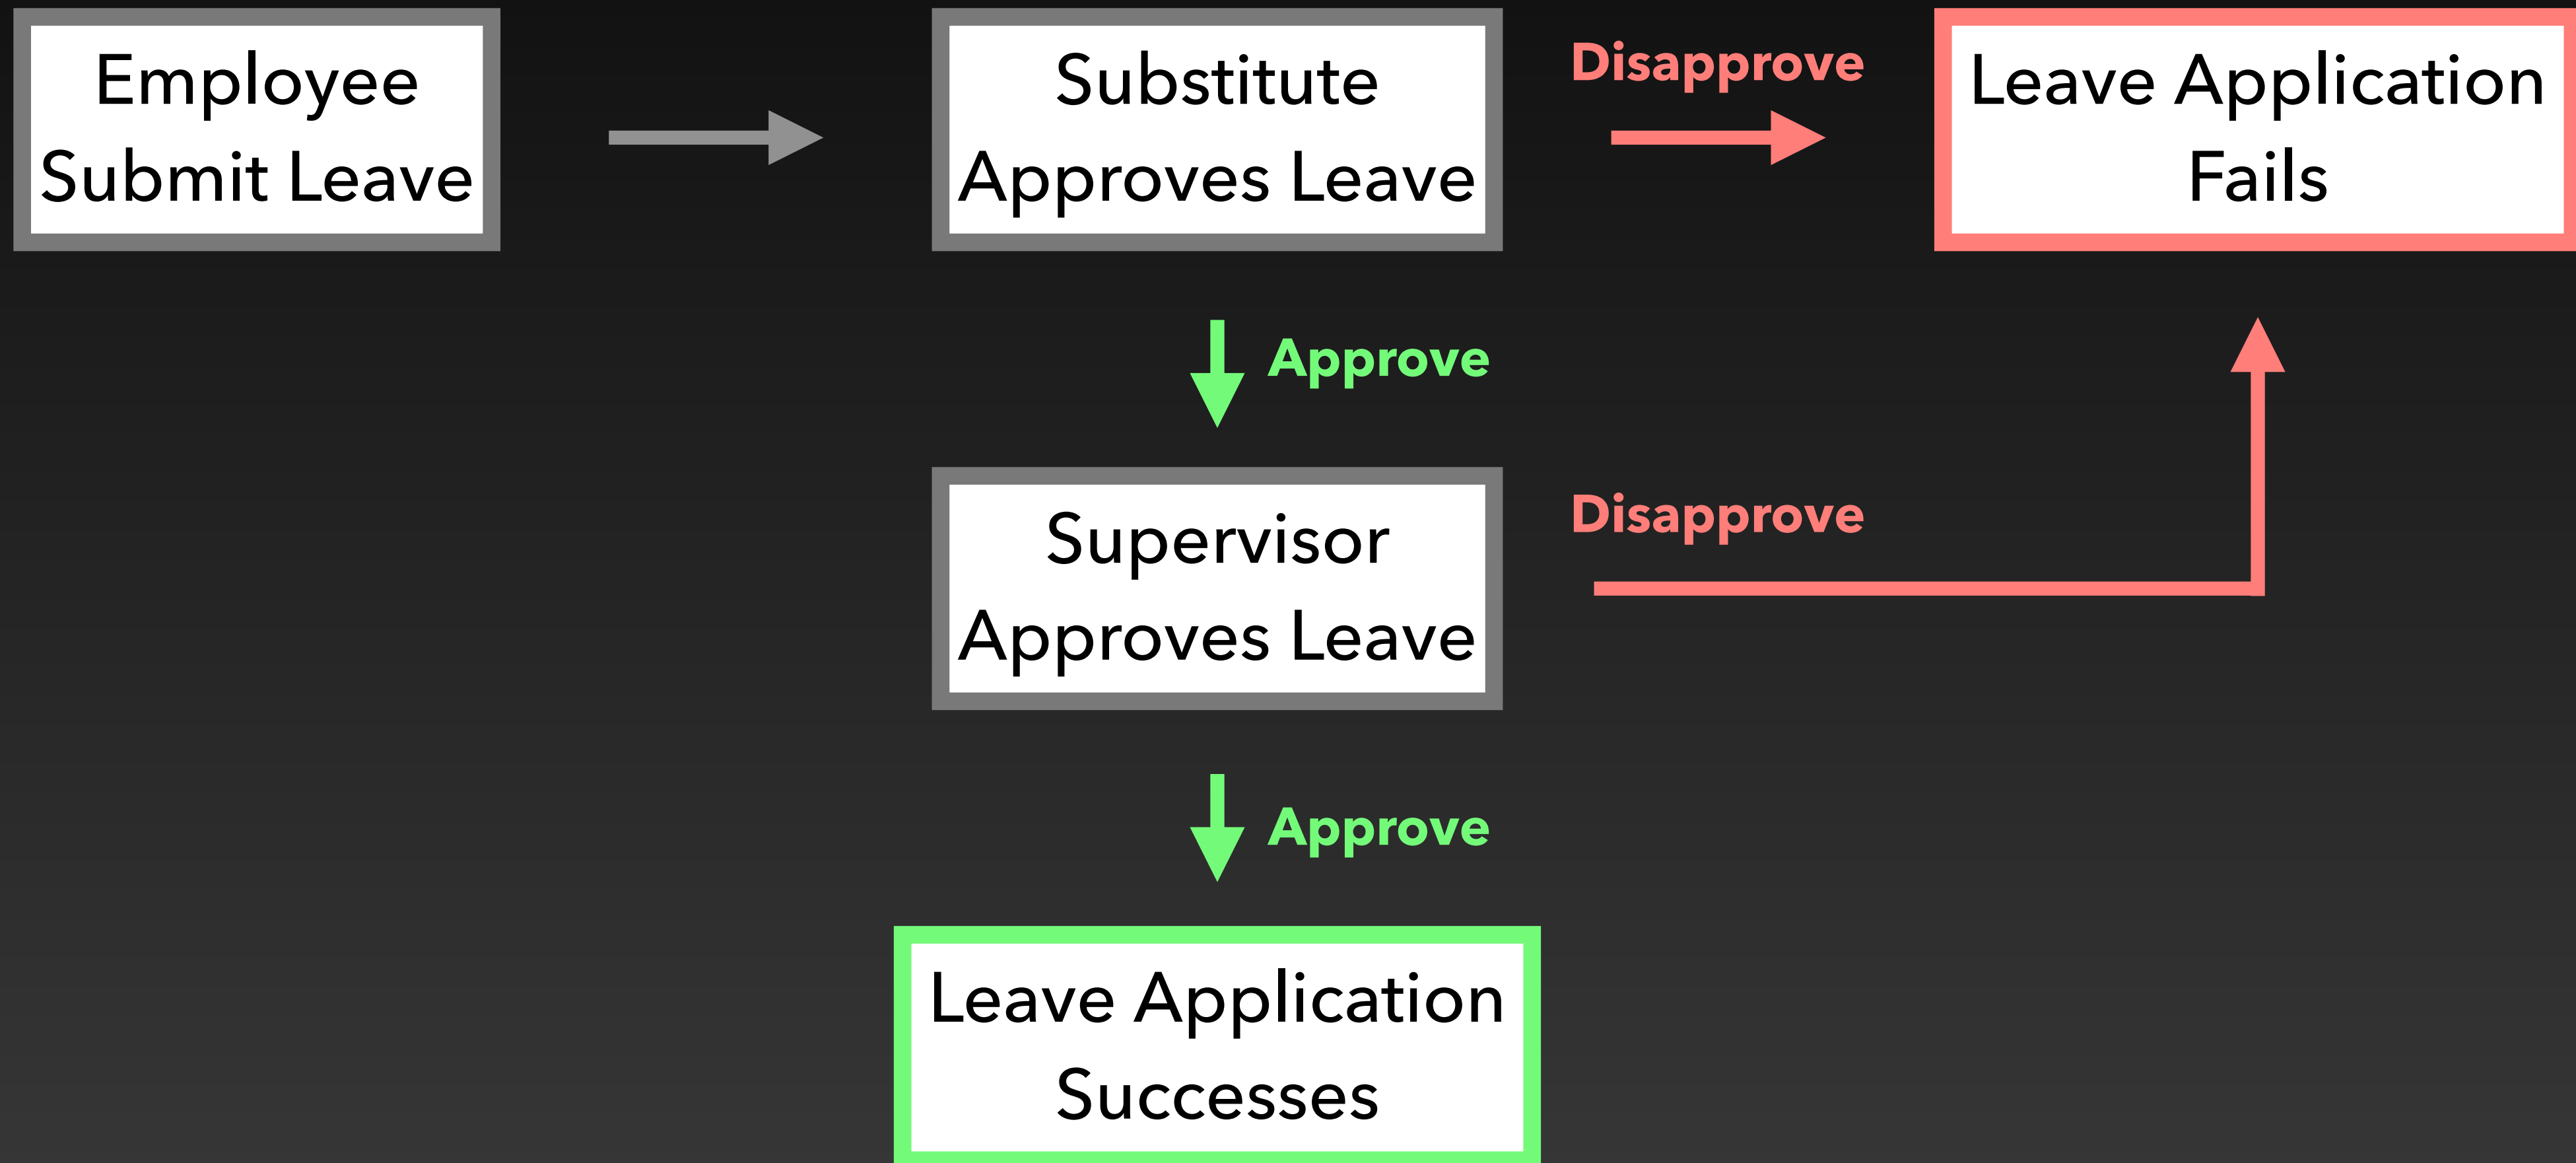 Employee
Submit Leave
Substitute
Approves Leave
Disapprove
Leave Application
Fails
Approve
Supervisor
Approves Leave
Disapprove
Approve
Leave Application
Successes